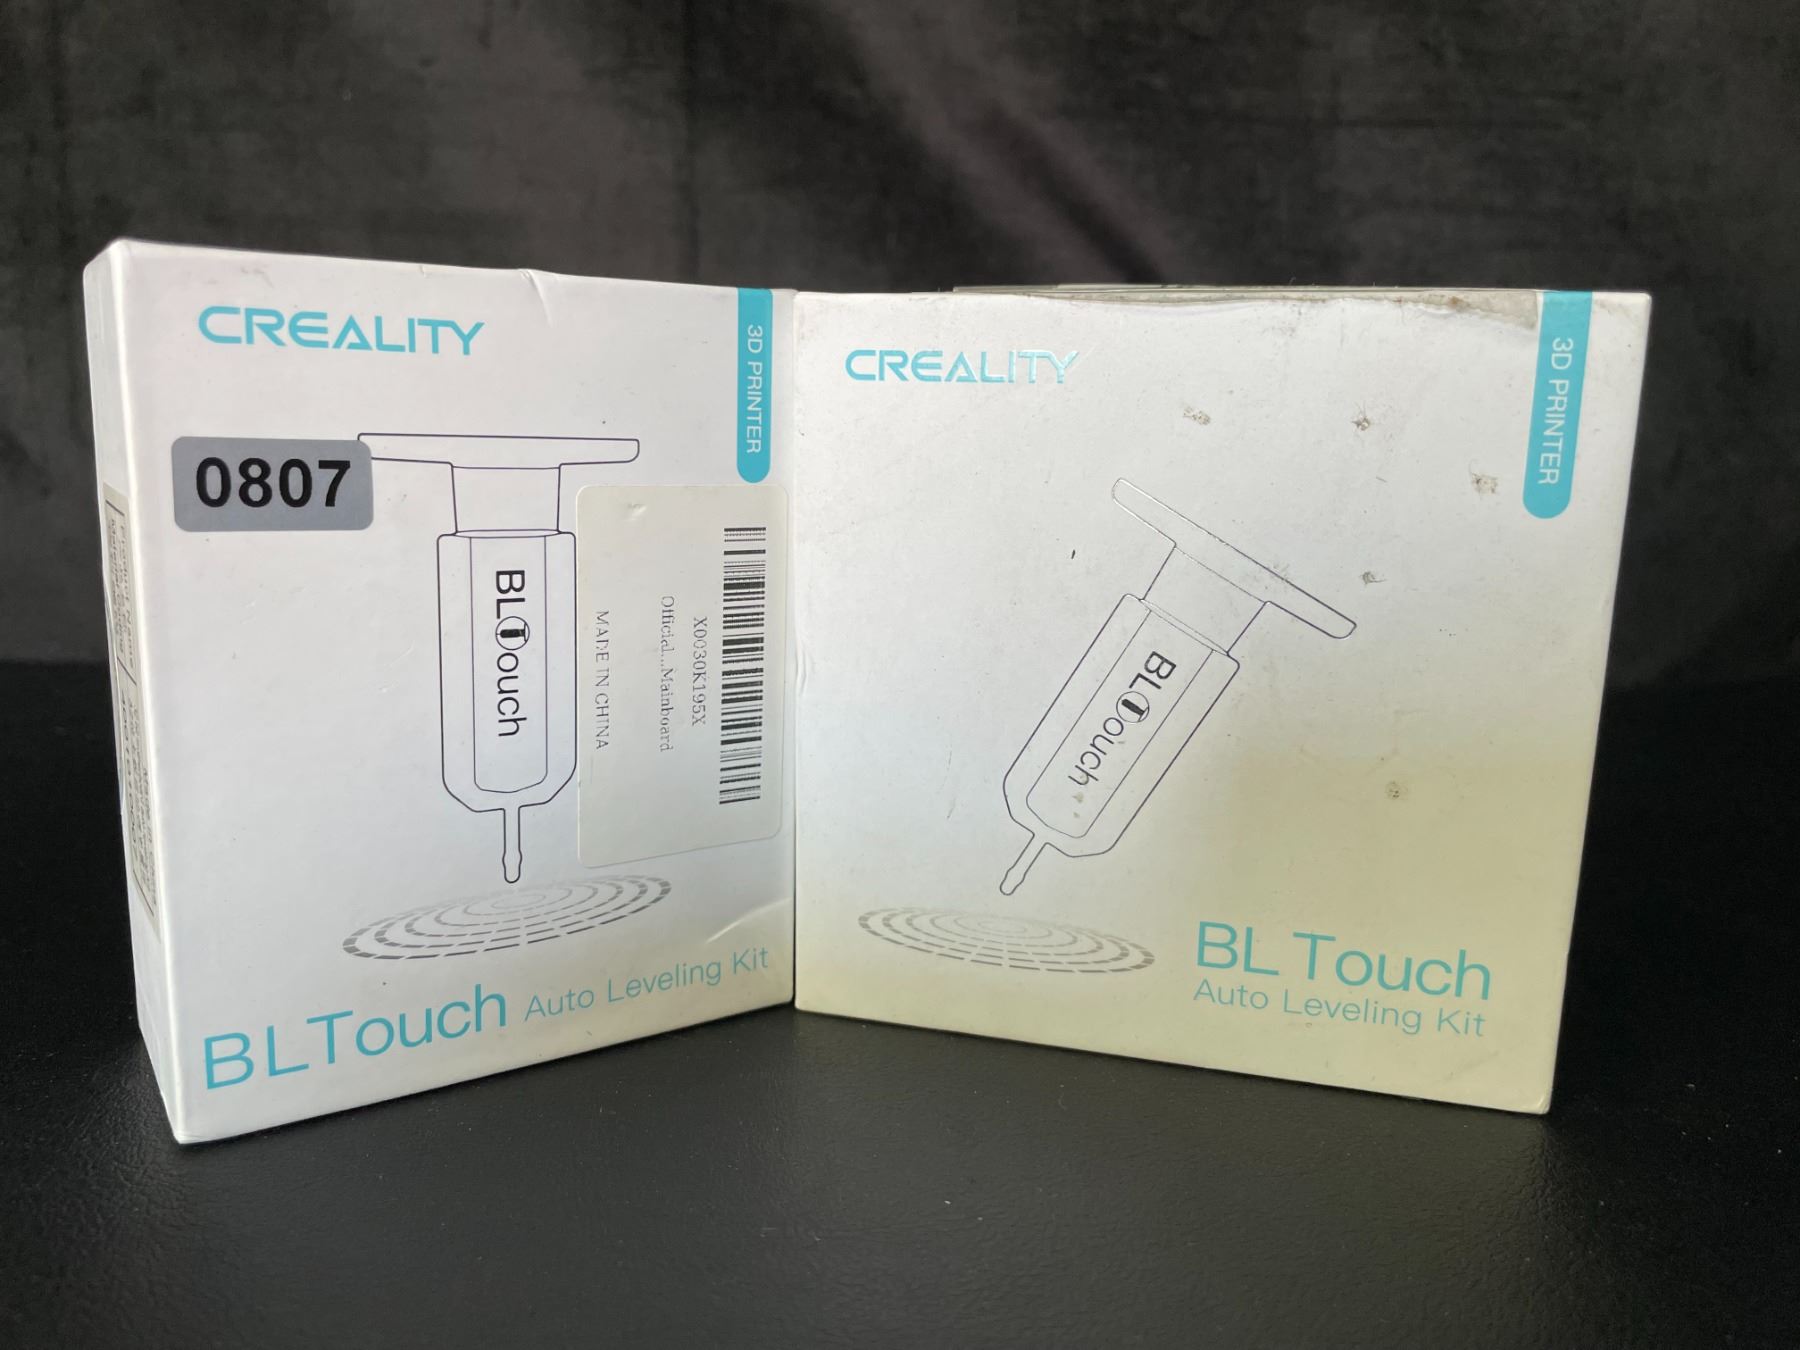 CREALITY
3D PRINTER
0807
BLTouch
X0030K195X
Official...Mainboard
MADE IN CHINA
BLTouch Auto Leveling Kit
CREALITY
3D PRINTER
BLTouch
BL Touch
Auto Leveling Kit